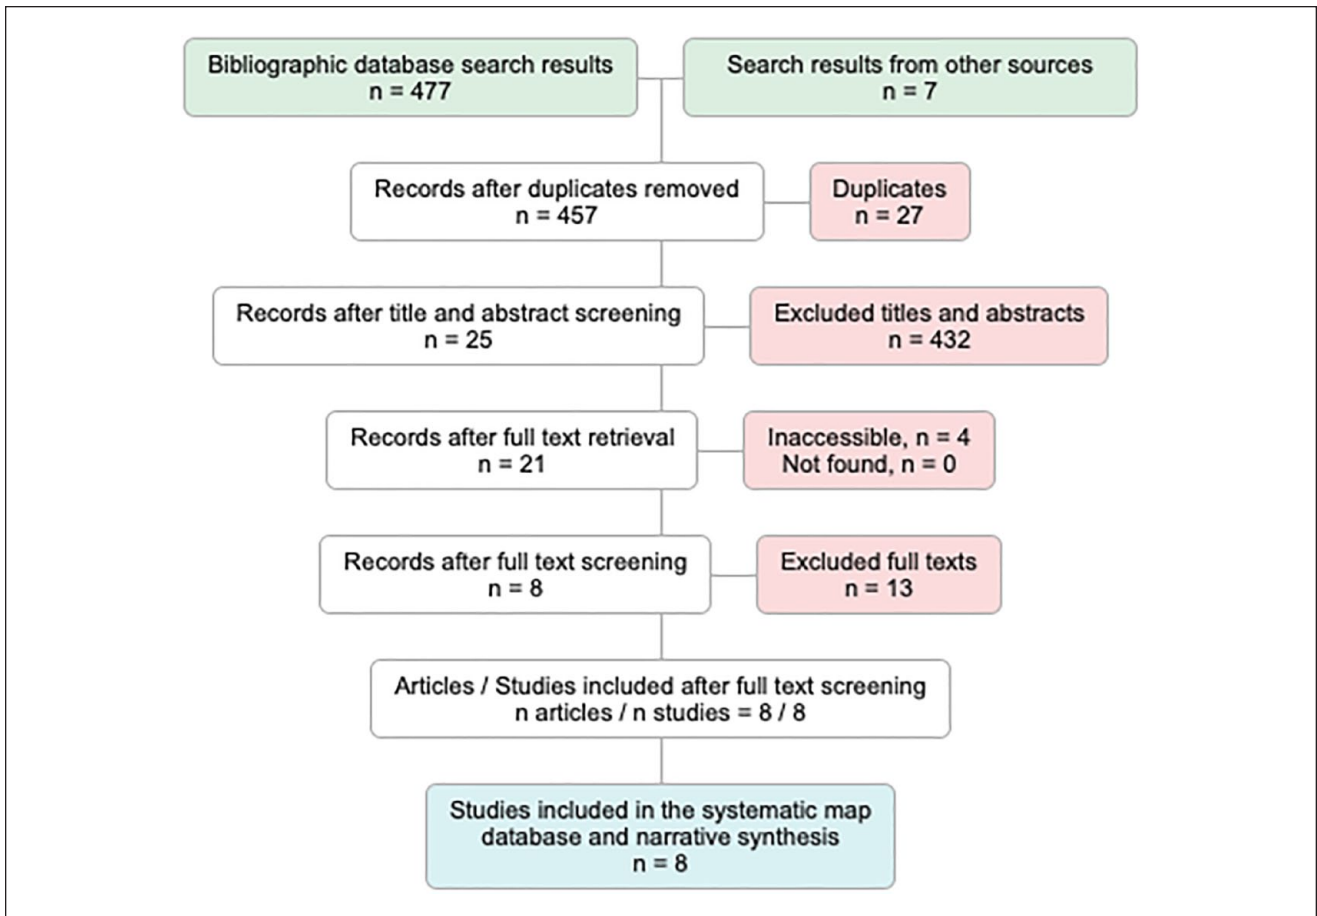 Bibliographic database search results
n = 477
Search results from other sources
n = 7
Records after duplicates removed
n = 457
Duplicates
n = 27
Records after title and abstract screening
n = 25
Excluded titles and abstracts
n = 432
Records after full text retrieval
n = 21
Inaccessible, n = 4
Not found, n = 0
Records after full text screening
n = 8
Excluded full texts
n = 13
Articles / Studies included after full text screening
n articles / n studies = 8 / 8
Studies included in the systematic map
database and narrative synthesis
n = 8